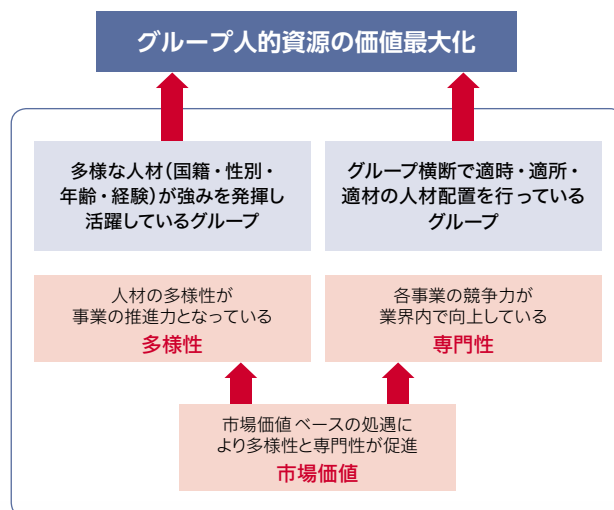 グループ人的資源の価値最大化
多様な人材(国籍・性別・
年齢・経験)が強みを発揮し
活躍しているグループ
グループ横断で適時・適所・
適材の人材配置を行っている
グループ
人材の多様性が
事業の推進力となっている
多様性
各事業の競争力が
業界内で向上している
専門性
市場価値ベースの処遇に
より多様性と専門性が促進
市場価値